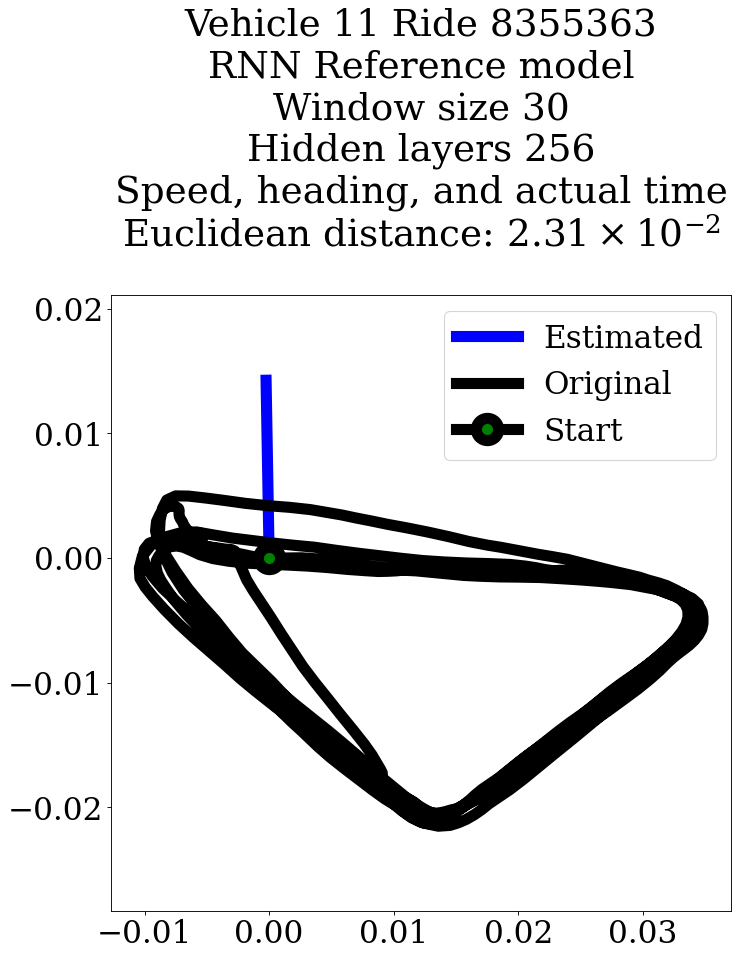 Vehicle 11 Ride 8355363
RNN Reference model
Window size 30
Hidden layers 256
Speed, heading, and actual time
Euclidean distance: 2.31 × 10⁻²
0.02
0.01
0.00
−0.01
−0.02
Estimated
Original
Start
−0.01 0.00 0.01 0.02 0.03